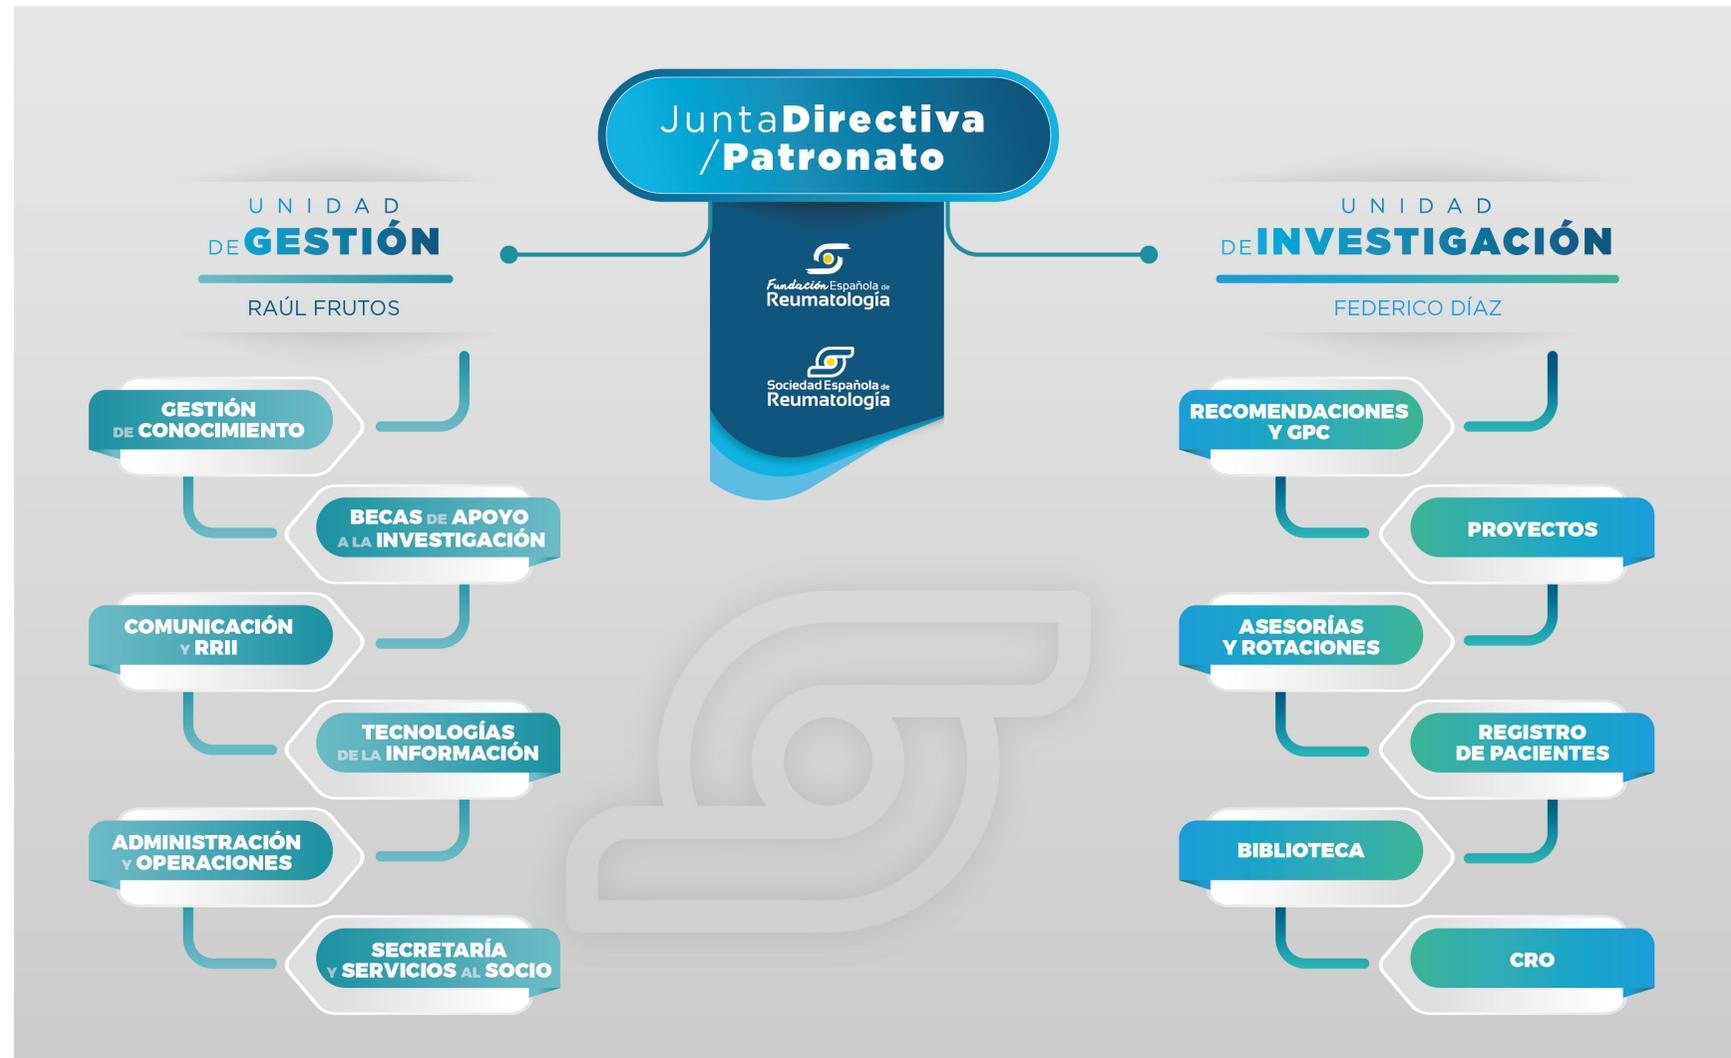 JuntaDirectiva
/Patronato
Fundación Española de
Reumatología
Sociedad Española de
Reumatología
UNIDAD
DE GESTIÓN
RAÚL FRUTOS
GESTIÓN
DE CONOCIMIENTO
BECAS DE APOYO
A LA INVESTIGACIÓN
COMUNICACIÓN
Y RRII
TECNOLOGÍAS
DE LA INFORMACIÓN
ADMINISTRACIÓN
Y OPERACIONES
SECRETARÍA
Y SERVICIOS AL SOCIO
UNIDAD
DE INVESTIGACIÓN
FEDERICO DÍAZ
RECOMENDACIONES
Y GPC
PROYECTOS
ASESORÍAS
Y ROTACIONES
REGISTRO
DE PACIENTES
BIBLIOTECA
CRO